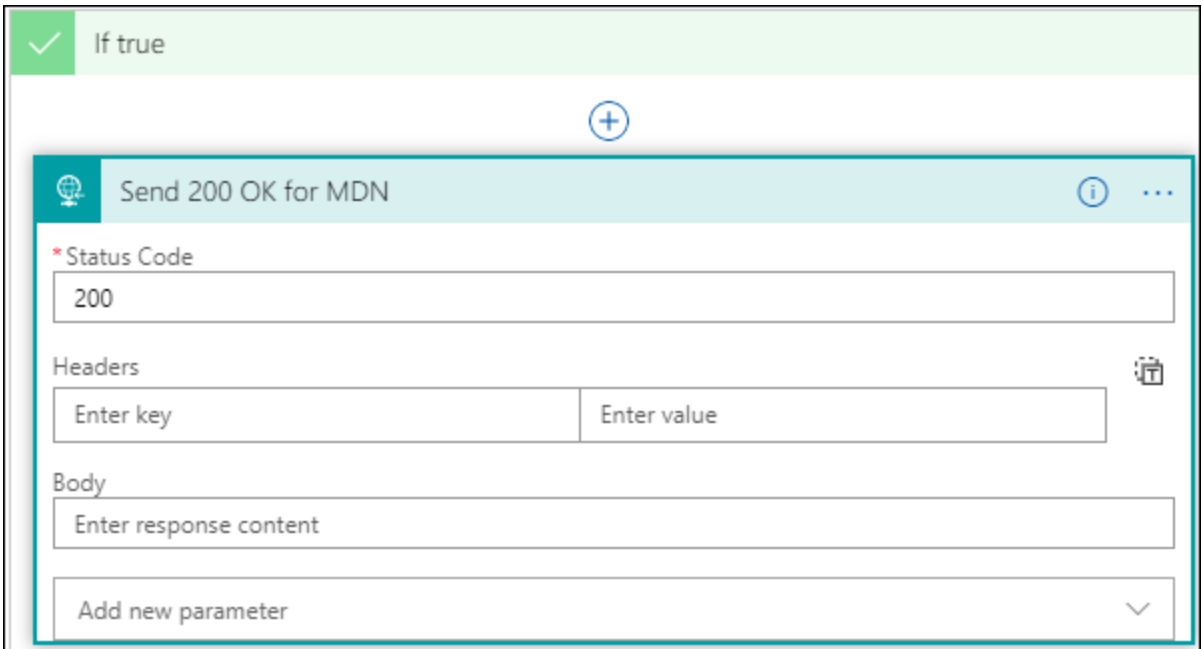 If true
Send 200 OK for MDN
* Status Code
200
Headers
Enter key Enter value
Body
Enter response content
Add new parameter